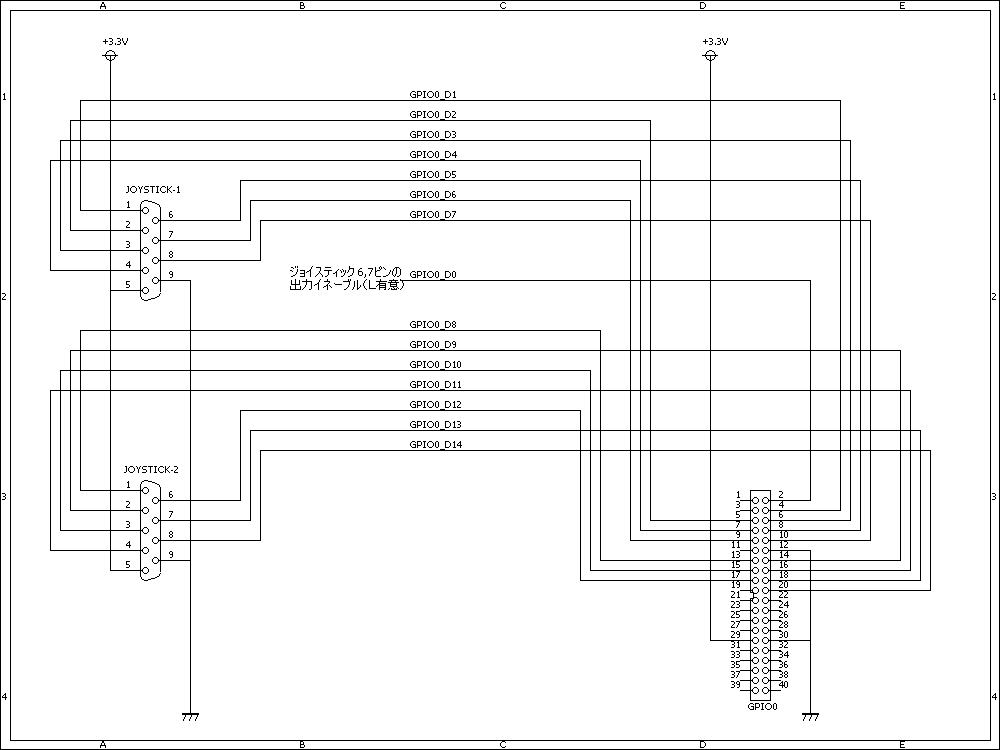 A B C D E
+3.3V +3.3V
1 1
GPIO0_D1
GPIO0_D2
GPIO0_D3
GPIO0_D4
GPIO0_D5
GPIO0_D6
GPIO0_D7
JOYSTICK-1
1
6
2
7
3
8
4
9
5
ジョイスティック 6,7ピンの
出力イネーブル(L有意)
GPIO0_D0
2 2
GPIO0_D8
GPIO0_D9
GPIO0_D10
GPIO0_D11
GPIO0_D12
GPIO0_D13
GPIO0_D14
JOYSTICK-2
1
6
2
7
3
8
4
9
5
3 3
1 2
3 4
5 6
7 8
9 10
11 12
13 14
15 16
17 18
19 20
21 22
23 24
25 26
27 28
29 30
31 32
33 34
35 36
37 38
39 40
GPIO0
4 4
A B C D E